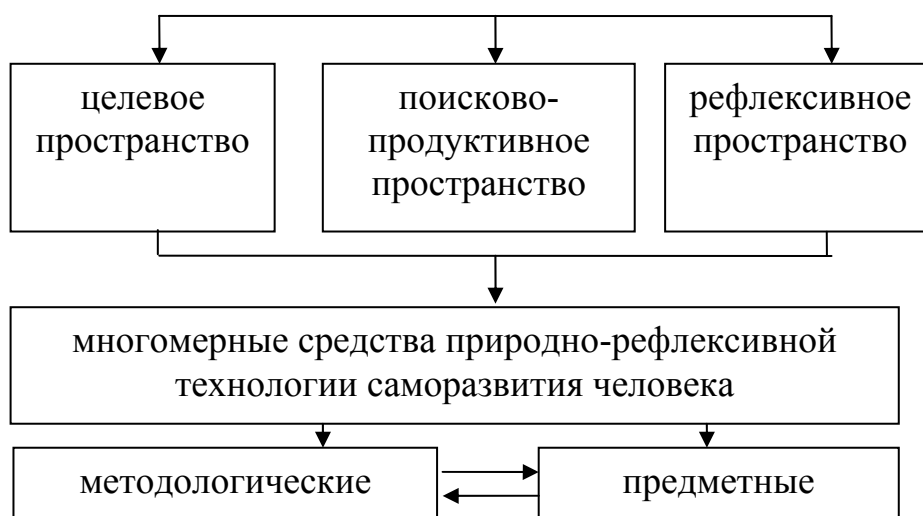 целевое
пространство
поисково-
продуктивное
пространство
рефлексивное
пространство
многомерные средства природно-рефлексивной
технологии саморазвития человека
методологические
предметные